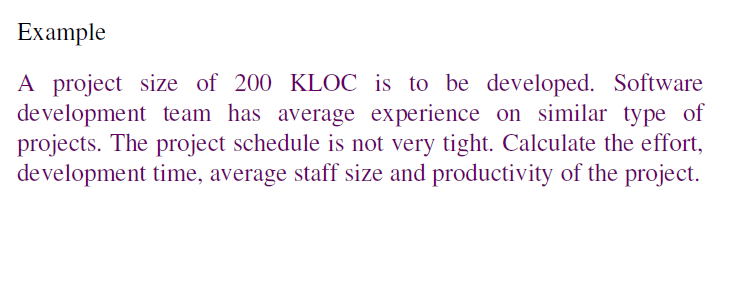 Example
A project size of 200 KLOC is to be developed. Software
development team has average experience on similar type of
projects. The project schedule is not very tight. Calculate the effort,
development time, average staff size and productivity of the project.